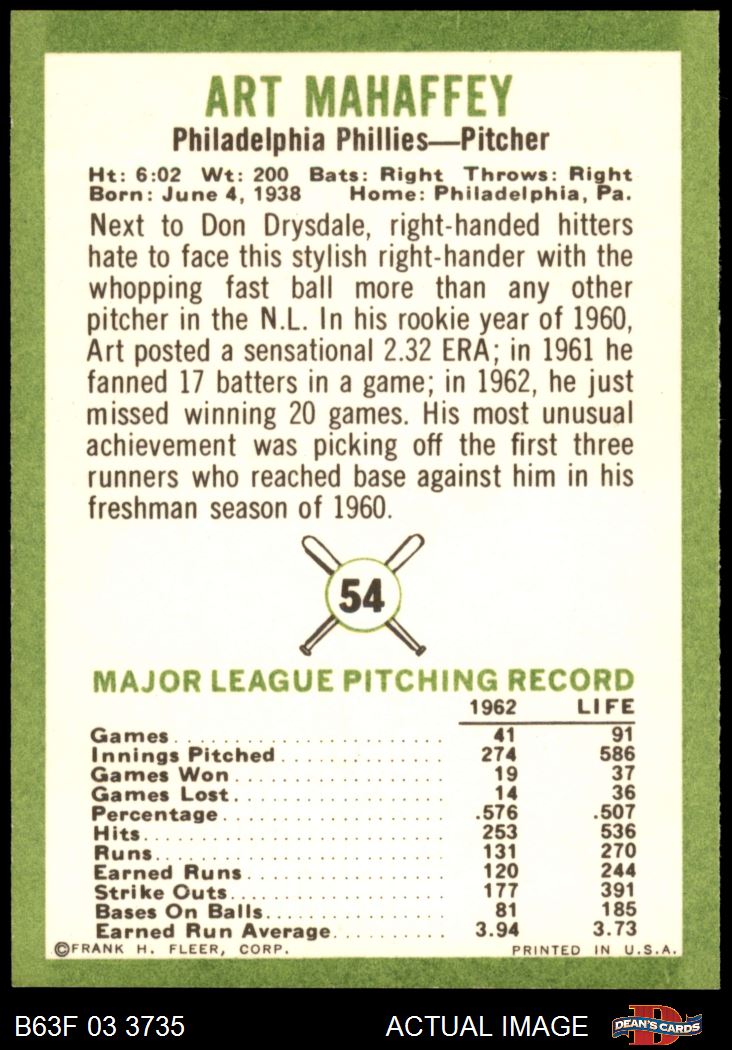 ART MAHAFFEY
Philadelphia Phillies—Pitcher
Ht: 6:02 Wt: 200 Bats: Right Throws: Right
Born: June 4, 1938 Home: Philadelphia, Pa.
Next to Don Drysdale, right-handed hitters
hate to face this stylish right-hander with the
whopping fast ball more than any other
pitcher in the N.L. In his rookie year of 1960,
Art posted a sensational 2.32 ERA; in 1961 he
fanned 17 batters in a game; in 1962, he just
missed winning 20 games. His most unusual
achievement was picking off the first three
runners who reached base against him in his
freshman season of 1960.
54
MAJOR LEAGUE PITCHING RECORD
1962 LIFE
Games 41 91
Innings Pitched 274 586
Games Won 19 37
Games Lost 14 36
Percentage .576 .507
Hits 253 536
Runs 131 270
Earned Runs 120 244
Strike Outs 177 391
Bases On Balls 81 185
Earned Run Average 3.94 3.73
©FRANK H. FLEER, CORP. PRINTED IN U.S.A.
B63F 03 3735 ACTUAL IMAGE D DEAN'S CARDS